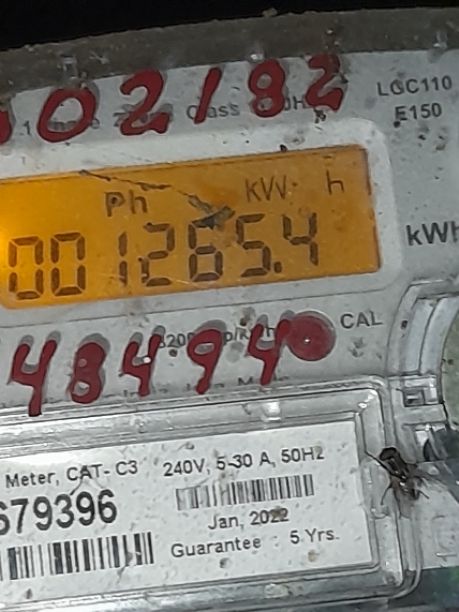 02182
LGC110
E150
Class
Ph kW h
001265.4
kWh
CAL
48494
Meter, CAT- C3
679396
240V, 5-30 A, 50HZ
Jan, 2022
Guarantee : 5 Yrs.